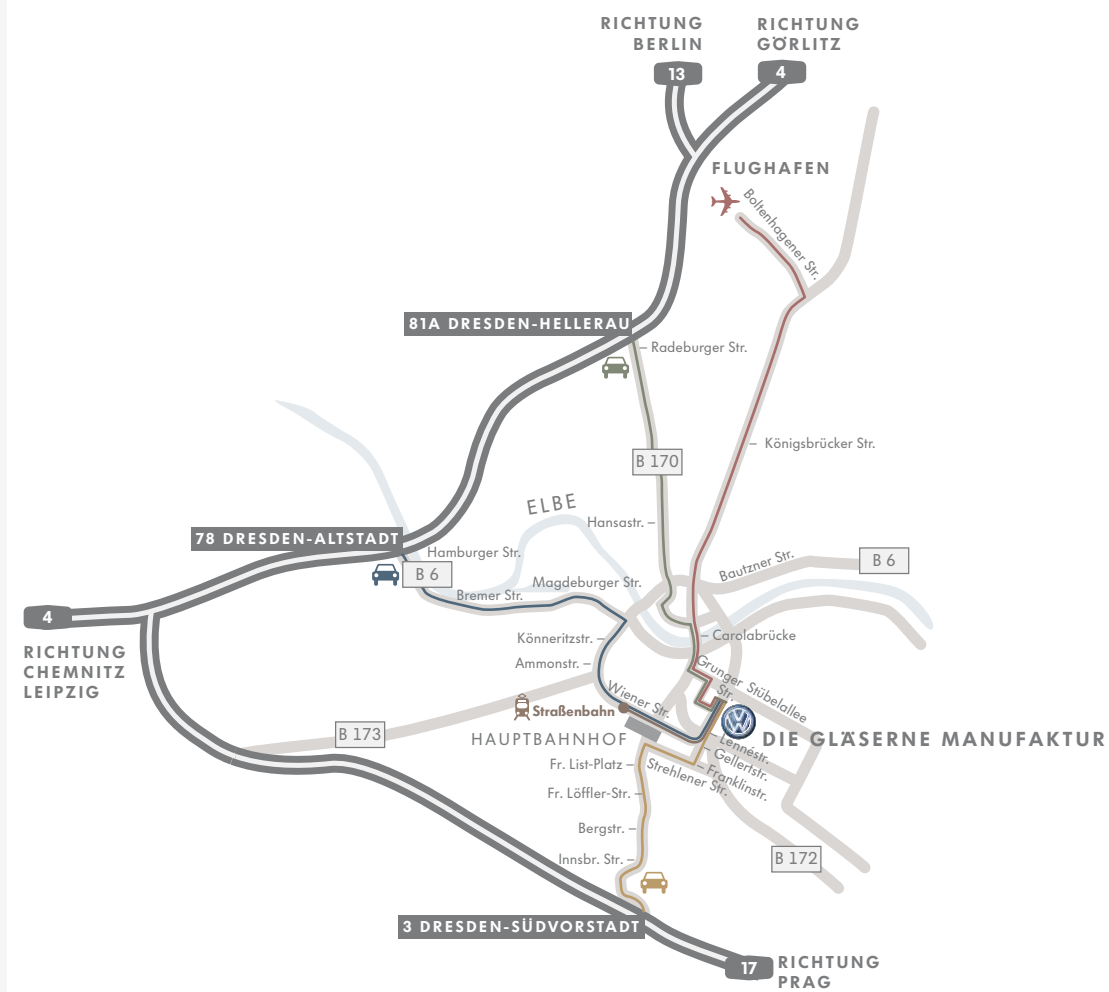 RICHTUNG
BERLIN
RICHTUNG
GÖRLITZ
13
4
FLUGHAFEN
Boltenhagener Str.
81A DRESDEN-HELLERAU
Radeburger Str.
Königsbrücker Str.
B 170
ELBE
Hansastr.
78 DRESDEN-ALTSTADT
Hamburger Str.
Bautzner Str.
B 6
B 6
Magdeburger Str.
Bremer Str.
4
RICHTUNG
CHEMNITZ
LEIPZIG
Könneritzstr.
Carolabrücke
Ammonstr.
Grunaer
Str.
Stübelallee
Wiener Str.
Straßenbahn
B 173
HAUPTBAHNHOF
DIE GLÄSERNE MANUFAKTUR
Lennéstr.
Gellertstr.
Fr. List-Platz
Strehlener Str.
Franklinstr.
Fr. Löffler-Str.
Bergstr.
Innsbr. Str.
B 172
3 DRESDEN-SÜDVORSTADT
17
RICHTUNG
PRAG